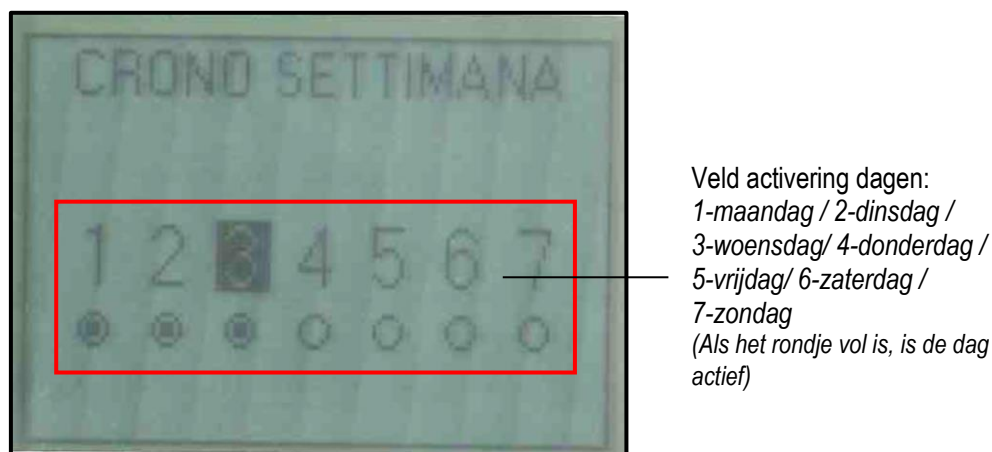 CRONO SETTIMANA
1 2 3 4 5 6 7
Veld activering dagen:
1-maandag / 2-dinsdag /
3-woensdag/ 4-donderdag /
5-vrijdag/ 6-zaterdag /
7-zondag
(Als het rondje vol is, is de dag
actief)